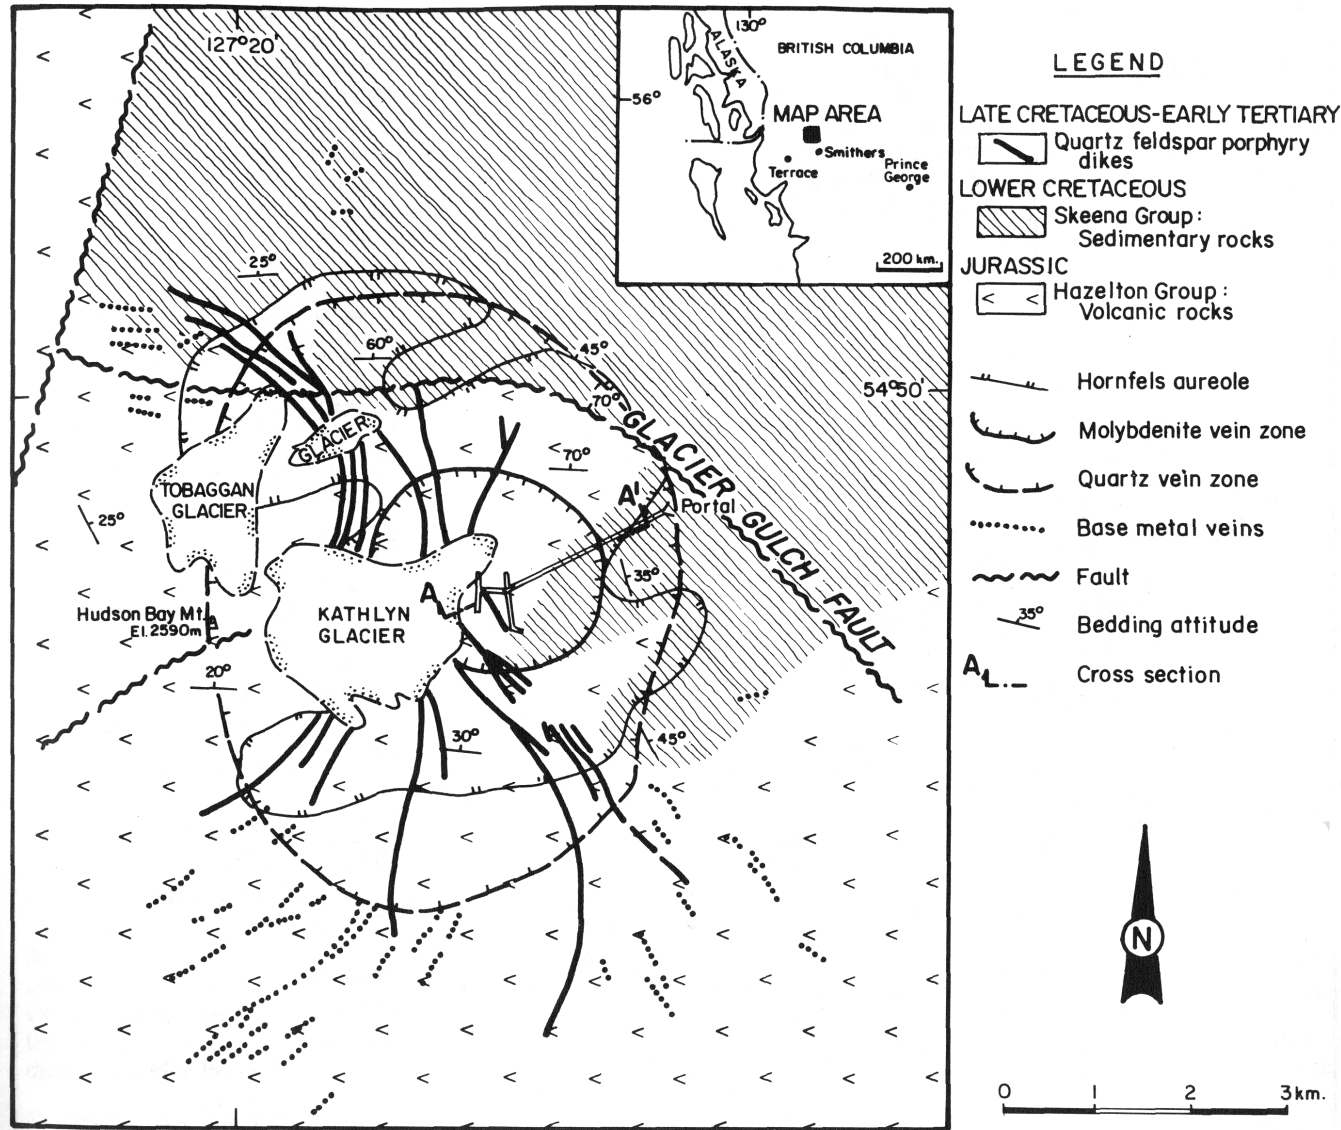 127°20'
130°
ALASKA
BRITISH COLUMBIA
56°
MAP AREA
Smithers
Terrace
Prince
George
200 km.
25°
60°
45°
54°50'
70°
GLACIER GULCH FAULT
GLACIER
70°
TOBAGGAN
GLACIER
25°
A'
Portal
35°
A
KATHLYN
GLACIER
Hudson Bay Mt.
El. 2590m
20°
30°
45°
LEGEND
LATE CRETACEOUS-EARLY TERTIARY
Quartz feldspar porphyry
dikes
LOWER CRETACEOUS
Skeena Group:
Sedimentary rocks
JURASSIC
Hazelton Group:
Volcanic rocks
Hornfels aureole
Molybdenite vein zone
Quartz vein zone
Base metal veins
Fault
35°
Bedding attitude
A
Cross section
N
0 1 2 3 km.